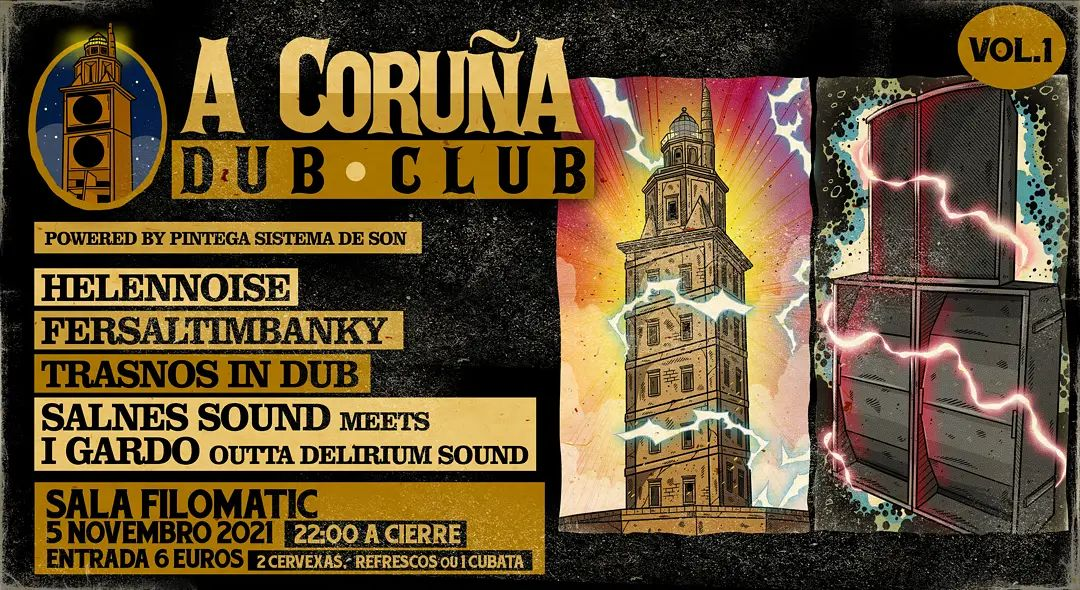 A CORUÑA
DUB • CLUB
VOL.1
POWERED BY PINTEGA SISTEMA DE SON
HELENNOISE
FERSALTIMBANKY
TRASNOS IN DUB
SALNES SOUND MEETS
I GARDO OUTTA DELIRIUM SOUND
SALA FILOMATIC
5 NOVEMBRO 2021 22:00 A CIERRE
ENTRADA 6 EUROS 2 CERVEXAS, REFRESCOS OU 1 CUBATA